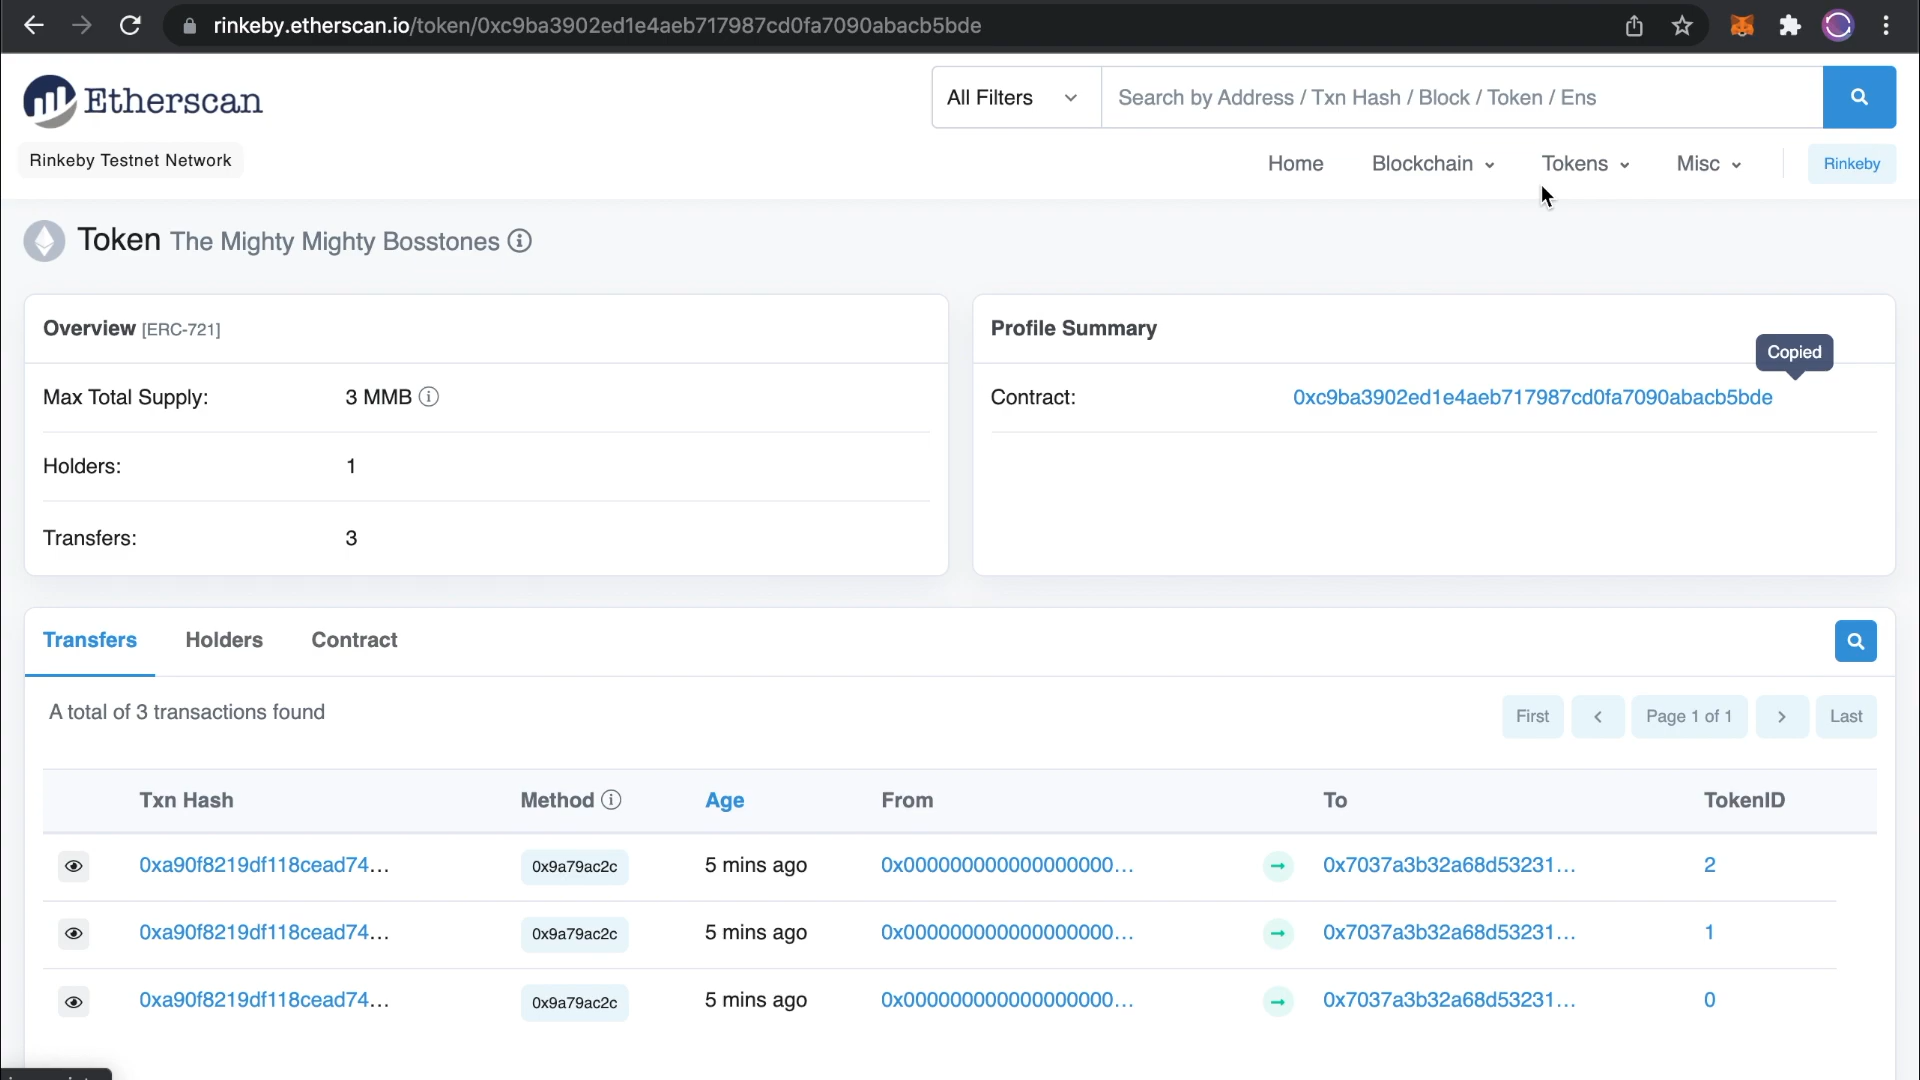 rinkeby.etherscan.io/token/0xc9ba3902ed1e4aeb717987cd0fa7090abacb5bde
Etherscan
All Filters
Search by Address / Txn Hash / Block / Token / Ens
Rinkeby Testnet Network
Home
Blockchain
Tokens
Misc
Rinkeby
Token The Mighty Mighty Bosstones
Overview [ERC-721]
Max Total Supply: 3 MMB
Holders: 1
Transfers: 3
Profile Summary
Copied
Contract: 0xc9ba3902ed1e4aeb717987cd0fa7090abacb5bde
Transfers Holders Contract
A total of 3 transactions found
First
Page 1 of 1
Last
Txn Hash Method Age From To TokenID
0xa90f8219df118cead74... 0x9a79ac2c 5 mins ago 0x000000000000000000... 0x7037a3b32a68d53231... 2
0xa90f8219df118cead74... 0x9a79ac2c 5 mins ago 0x000000000000000000... 0x7037a3b32a68d53231... 1
0xa90f8219df118cead74... 0x9a79ac2c 5 mins ago 0x000000000000000000... 0x7037a3b32a68d53231... 0